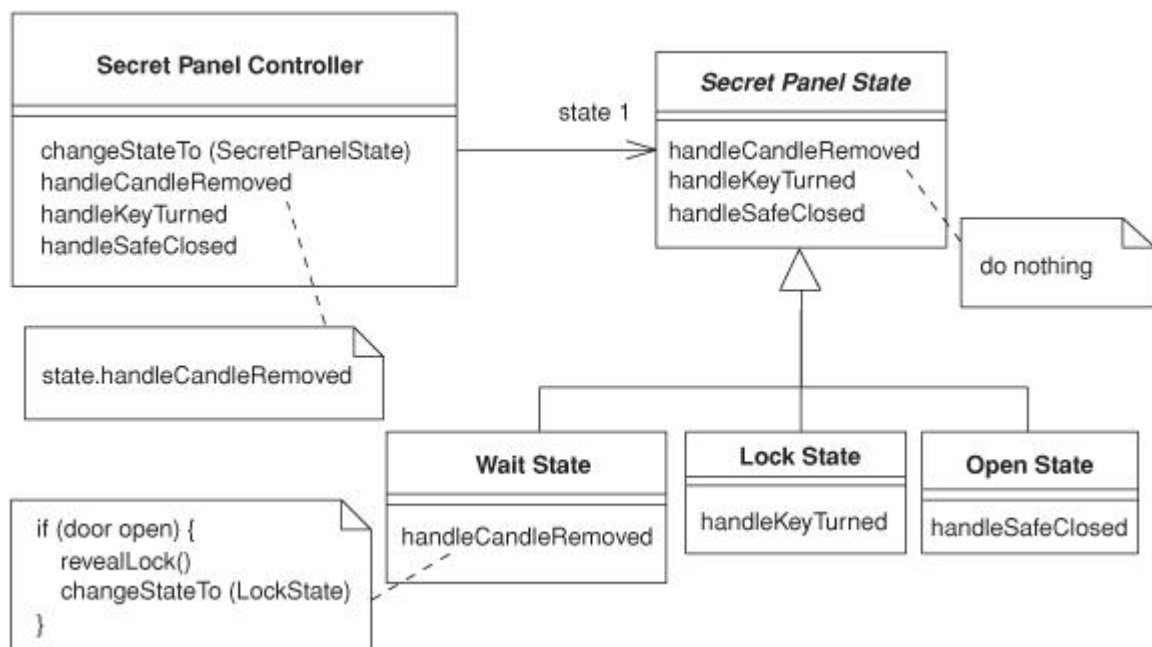 Secret Panel Controller
changeStateTo (SecretPanelState)
handleCandleRemoved
handleKeyTurned
handleSafeClosed
state 1
Secret Panel State
handleCandleRemoved
handleKeyTurned
handleSafeClosed
do nothing
state.handleCandleRemoved
Wait State
handleCandleRemoved
Lock State
handleKeyTurned
Open State
handleSafeClosed
if (door open) {
revealLock()
changeStateTo (LockState)
}